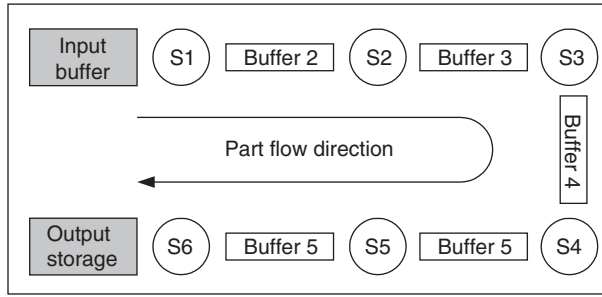 Input
buffer
S1
Buffer 2
S2
Buffer 3
S3
Buffer 4
Part flow direction
Output
storage
S6
Buffer 5
S5
Buffer 5
S4